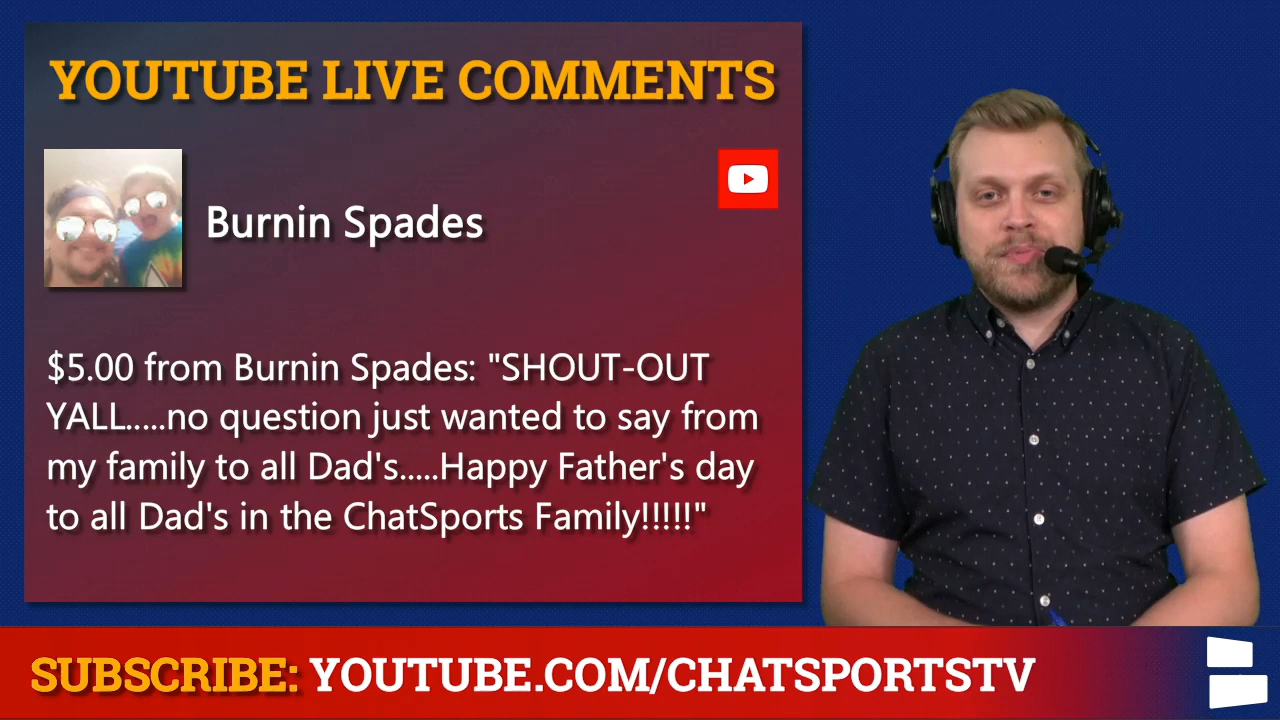 YOUTUBE LIVE COMMENTS
Burnin Spades
$5.00 from Burnin Spades: "SHOUT-OUT
YALL.....no question just wanted to say from
my family to all Dad's.....Happy Father's day
to all Dad's in the ChatSports Family!!!!!"
SUBSCRIBE: YOUTUBE.COM/CHATSPORTSTV